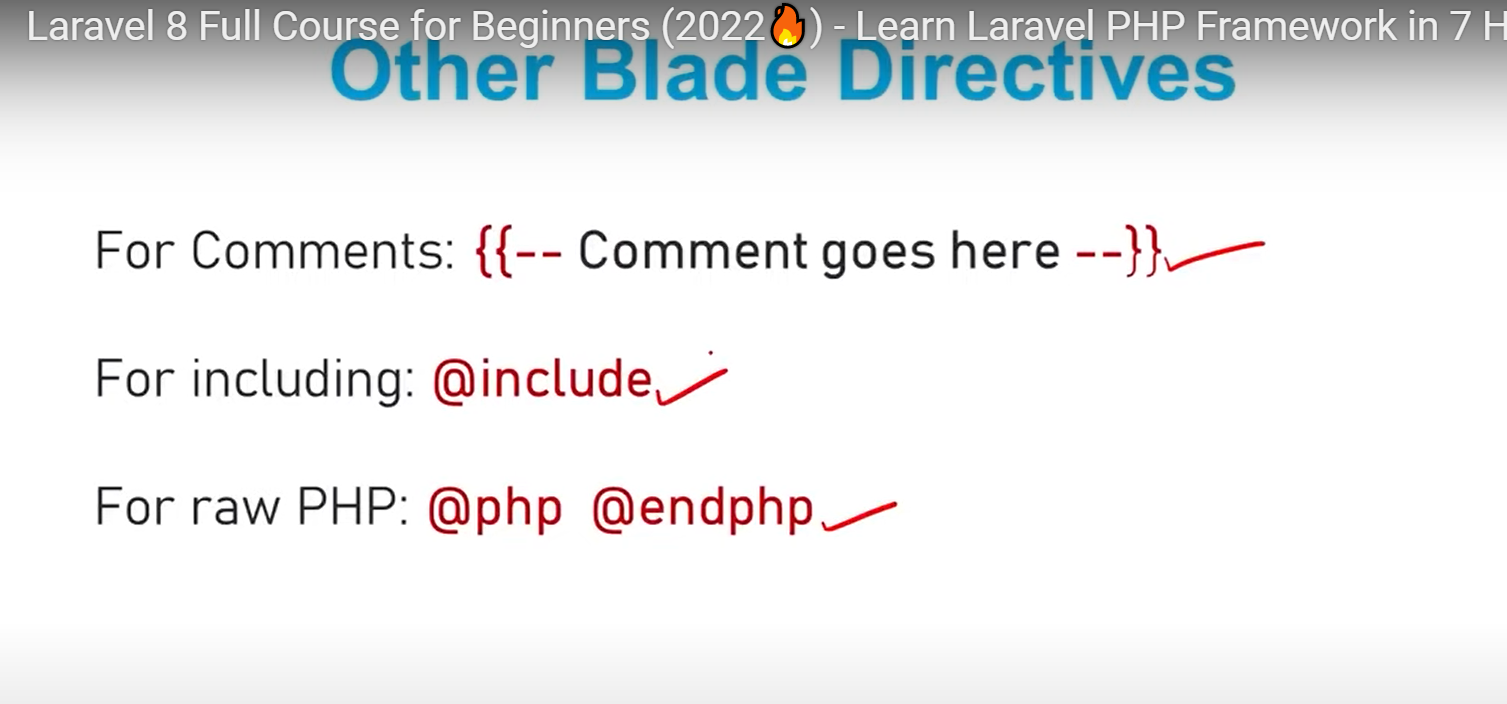 Laravel 8 Full Course for Beginners (2022🔥) - Learn Laravel PHP Framework in 7 H
Other Blade Directives
For Comments: {{-- Comment goes here --}}
For including: @include
For raw PHP: @php @endphp